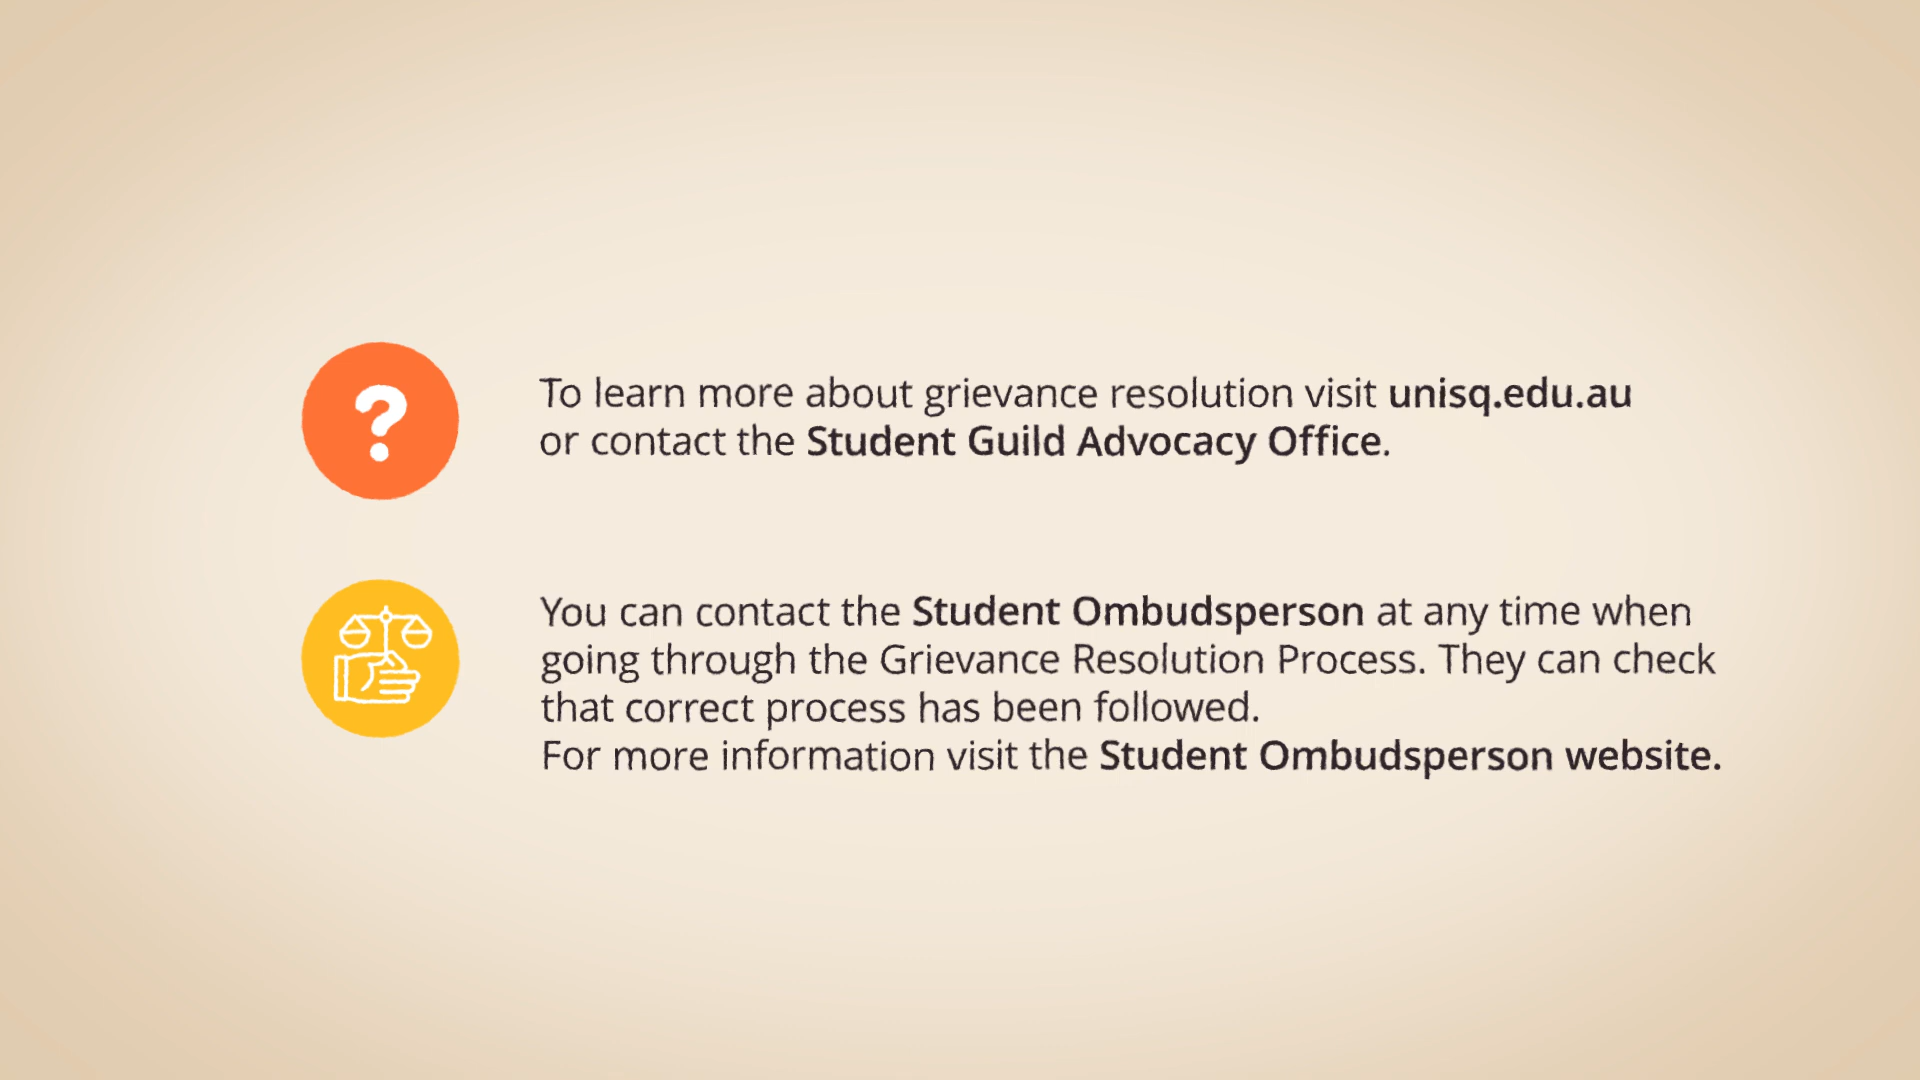 To learn more about grievance resolution visit unisq.edu.au
or contact the Student Guild Advocacy Office.
You can contact the Student Ombudsperson at any time when
going through the Grievance Resolution Process. They can check
that correct process has been followed.
For more information visit the Student Ombudsperson website.